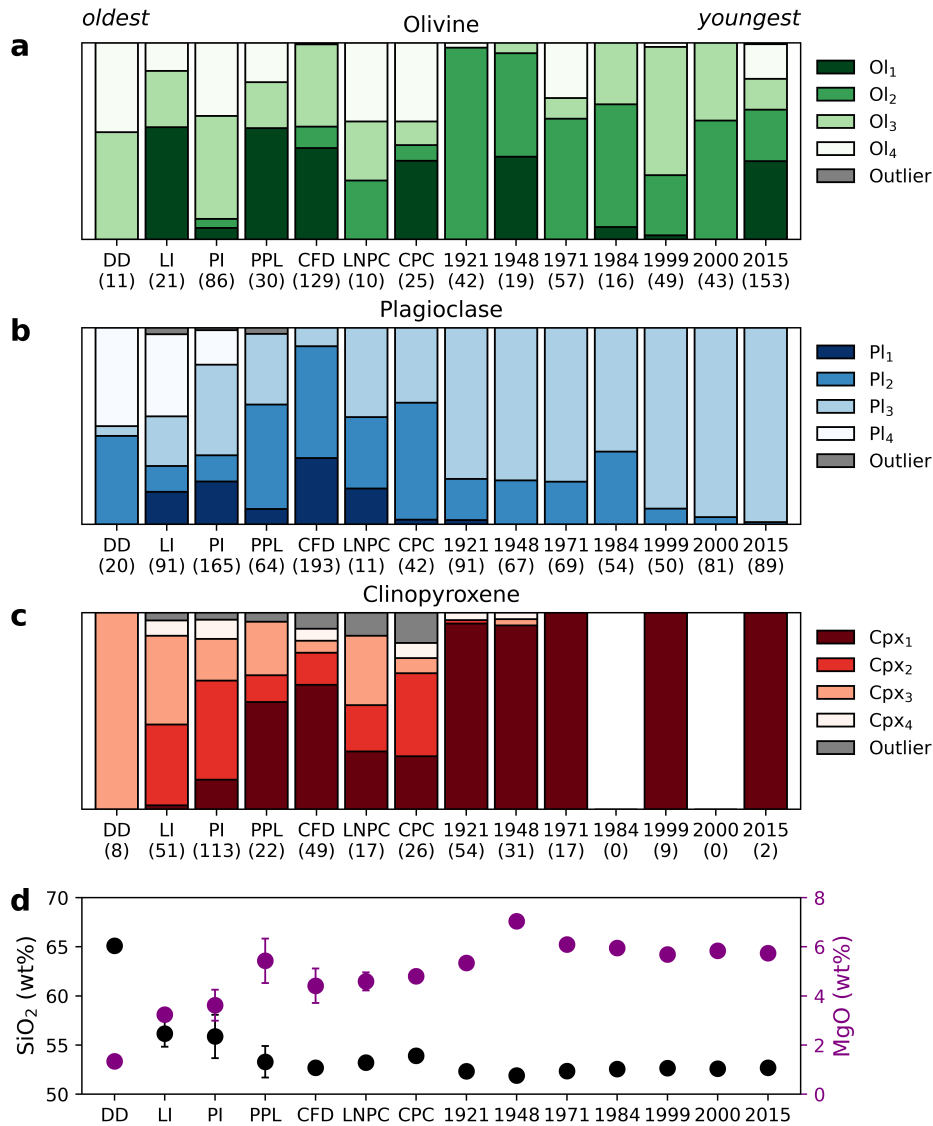 oldest youngest
Olivine
a
Ol₁
Ol₂
Ol₃
Ol₄
Outlier
DD LI PI PPL CFD LNPC CPC 1921 1948 1971 1984 1999 2000 2015
(11) (21) (86) (30) (129) (10) (25) (42) (19) (57) (16) (49) (43) (153)
Plagioclase
b
Pl₁
Pl₂
Pl₃
Pl₄
Outlier
DD LI PI PPL CFD LNPC CPC 1921 1948 1971 1984 1999 2000 2015
(20) (91) (165) (64) (193) (11) (42) (91) (67) (69) (54) (50) (81) (89)
Clinopyroxene
c
Cpx₁
Cpx₂
Cpx₃
Cpx₄
Outlier
DD LI PI PPL CFD LNPC CPC 1921 1948 1971 1984 1999 2000 2015
(8) (51) (113) (22) (49) (17) (26) (54) (31) (17) (0) (9) (0) (2)
d
SiO₂ (wt%)
70
65
60
55
50
8
6
4
2
0
MgO (wt%)
DD LI PI PPL CFD LNPC CPC 1921 1948 1971 1984 1999 2000 2015